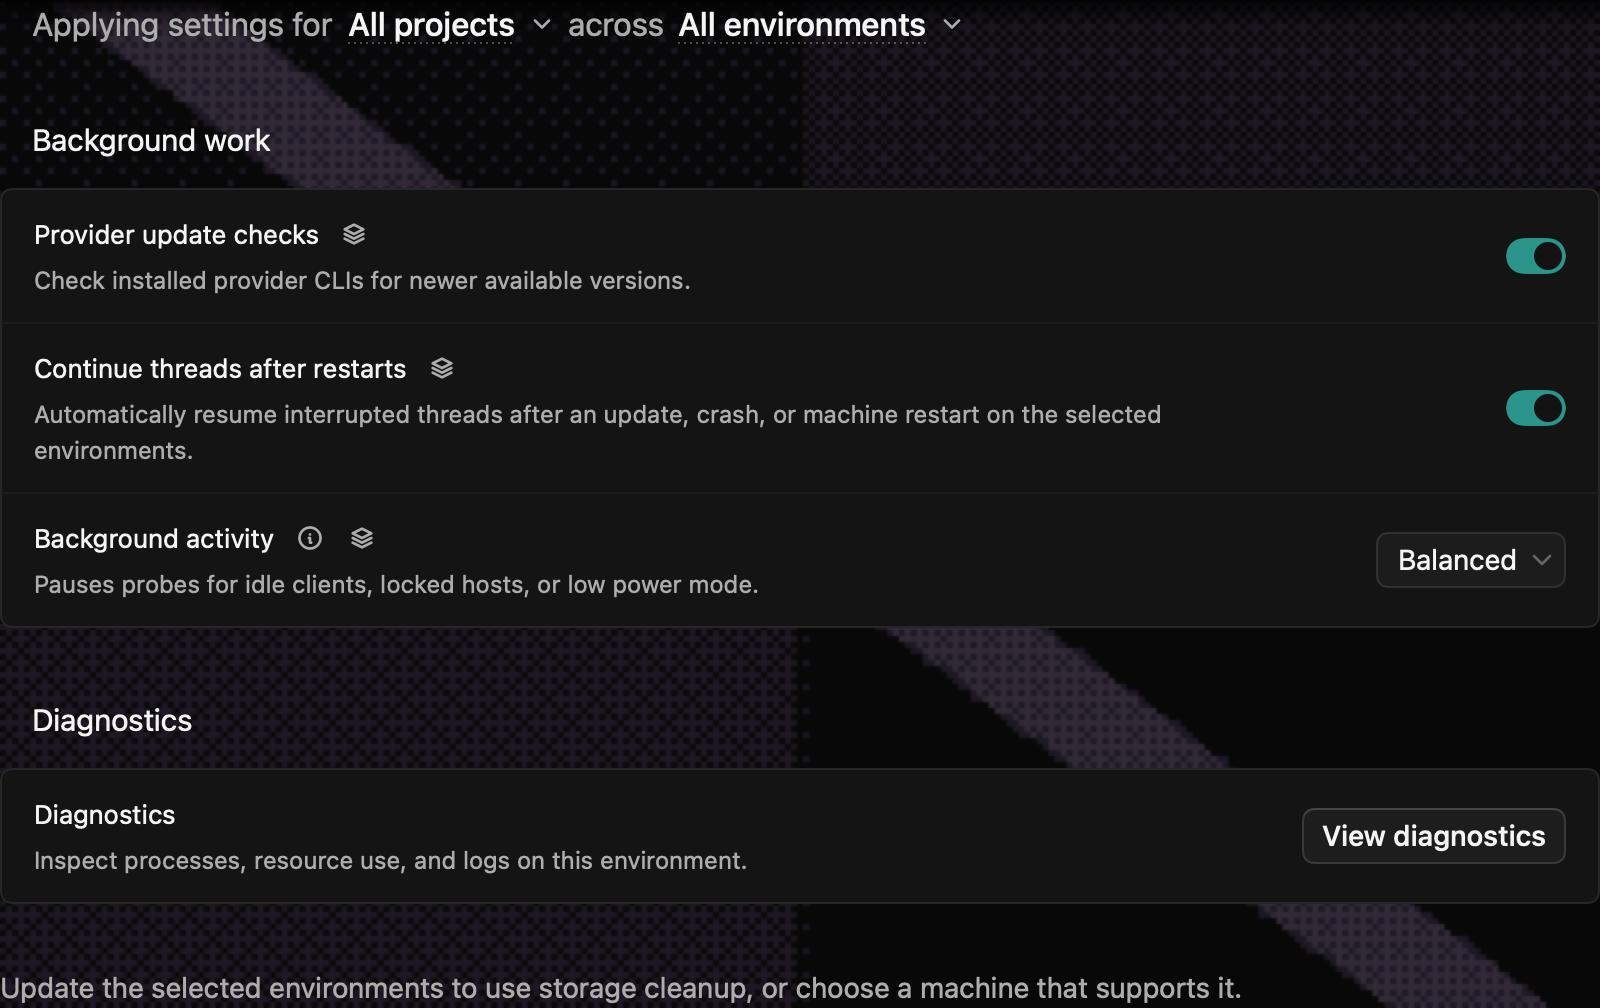 Applying settings for All projects across All environments
Background work
Provider update checks
Check installed provider CLIs for newer available versions.
Continue threads after restarts
Automatically resume interrupted threads after an update, crash, or machine restart on the selected
environments.
Background activity
Balanced
Pauses probes for idle clients, locked hosts, or low power mode.
Diagnostics
Diagnostics
View diagnostics
Inspect processes, resource use, and logs on this environment.
Update the selected environments to use storage cleanup, or choose a machine that supports it.